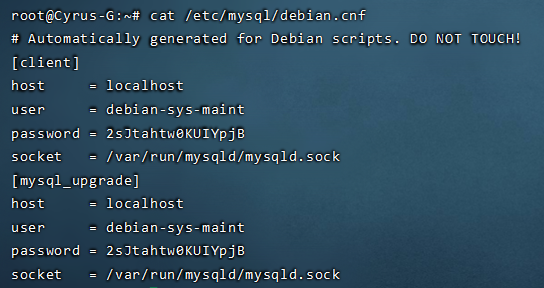 root@Cyrus-G:~# cat /etc/mysql/debian.cnf
# Automatically generated for Debian scripts. DO NOT TOUCH!
[client]
host     = localhost
user     = debian-sys-maint
password = 2sJtahtw0KUIYpjB
socket   = /var/run/mysqld/mysqld.sock
[mysql_upgrade]
host     = localhost
user     = debian-sys-maint
password = 2sJtahtw0KUIYpjB
socket   = /var/run/mysqld/mysqld.sock